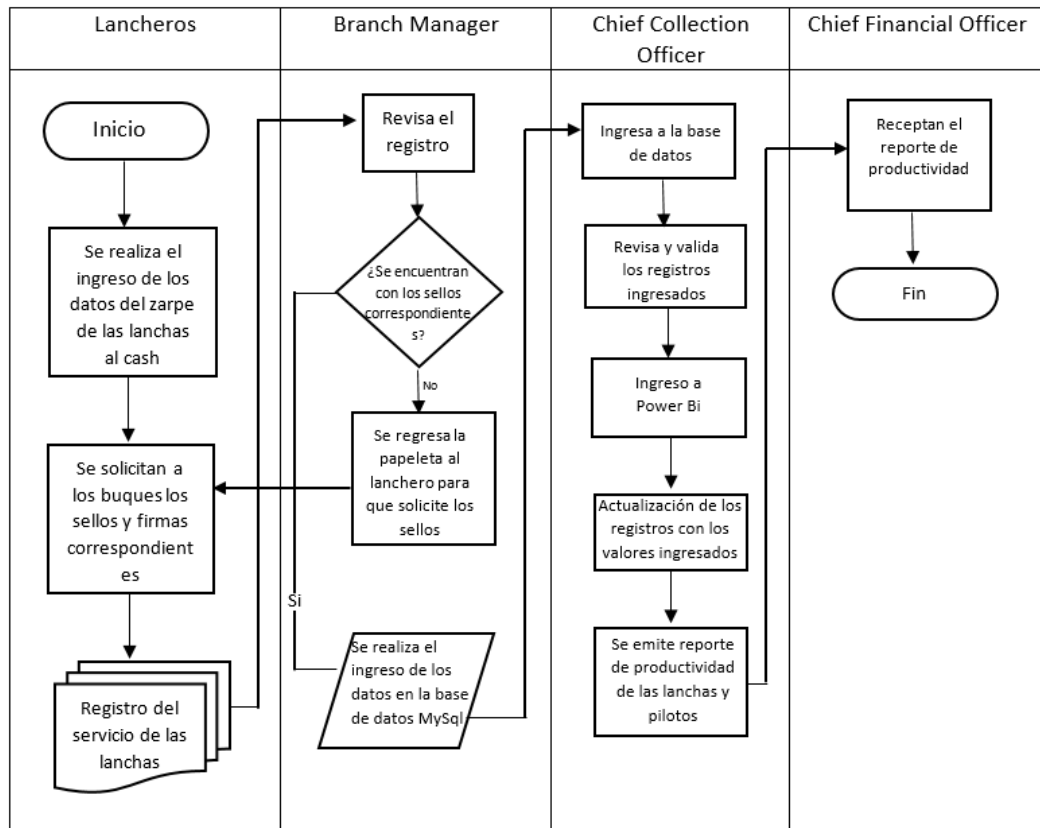 Lancheros
Branch Manager
Chief Collection
Officer
Chief Financial Officer
Inicio
Se realiza el
ingreso de los
datos del zarpe
de las lanchas
al cash
Se solicitan a
los buques los
sellos y firmas
correspondient
es
Registro del
servicio de las
lanchas
Revisa el
registro
¿Se encuentran
con los sellos
correspondiente
s?
No
Se regresa la
papeleta al
lanchero para
que solicite los
sellos
Si
Se realiza el
ingreso de los
datos en la base
de datos MySql
Ingresa a la base
de datos
Revisa y valida
los registros
ingresados
Ingreso a
Power Bi
Actualización de los
registros con los
valores ingresados
Se emite reporte
de productividad
de las lanchas y
pilotos
Receptan el
reporte de
productividad
Fin